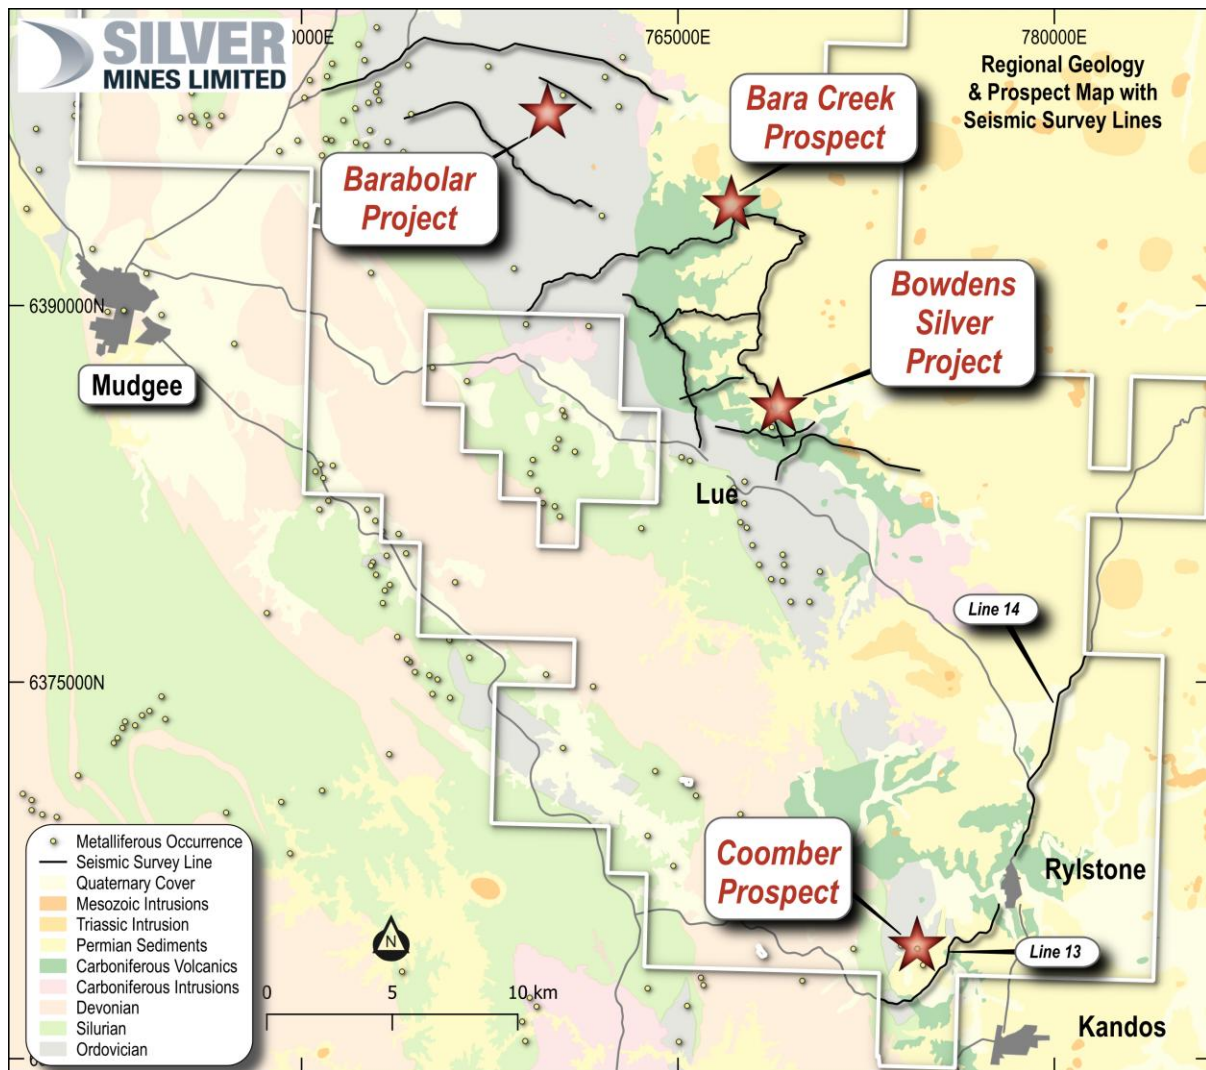 SILVER
MINES LIMITED
765000E
780000E
Regional Geology
& Prospect Map with
Seismic Survey Lines
Bara Creek
Prospect
Barabolar
Project
Bowdens
Silver
Project
6390000N
Mudgee
Lue
Line 14
6375000N
Coomber
Prospect
Rylstone
Line 13
Kandos
Metalliferous Occurrence
Seismic Survey Line
Quaternary Cover
Mesozoic Intrusions
Triassic Intrusion
Permian Sediments
Carboniferous Volcanics
Carboniferous Intrusions
Devonian
Silurian
Ordovician
N
0 5 10 km